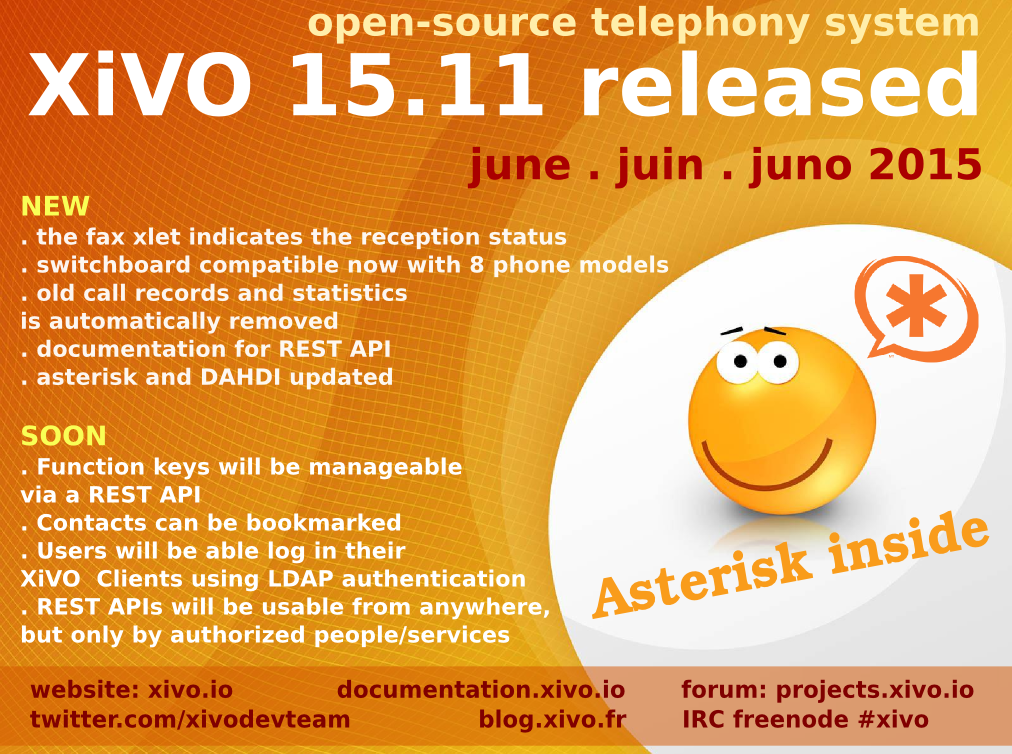 open-source telephony system
XiVO 15.11 released
june . juin . juno 2015
NEW
. the fax xlet indicates the reception status
. switchboard compatible now with 8 phone models
. old call records and statistics
is automatically removed
. documentation for REST API
. asterisk and DAHDI updated
SOON
. Function keys will be manageable
via a REST API
. Contacts can be bookmarked
. Users will be able log in their
XiVO  Clients using LDAP authentication
. REST APIs will be usable from anywhere,
but only by authorized people/services
Asterisk inside
website: xivo.io documentation.xivo.io forum: projects.xivo.io
twitter.com/xivodevteam blog.xivo.fr IRC freenode #xivo